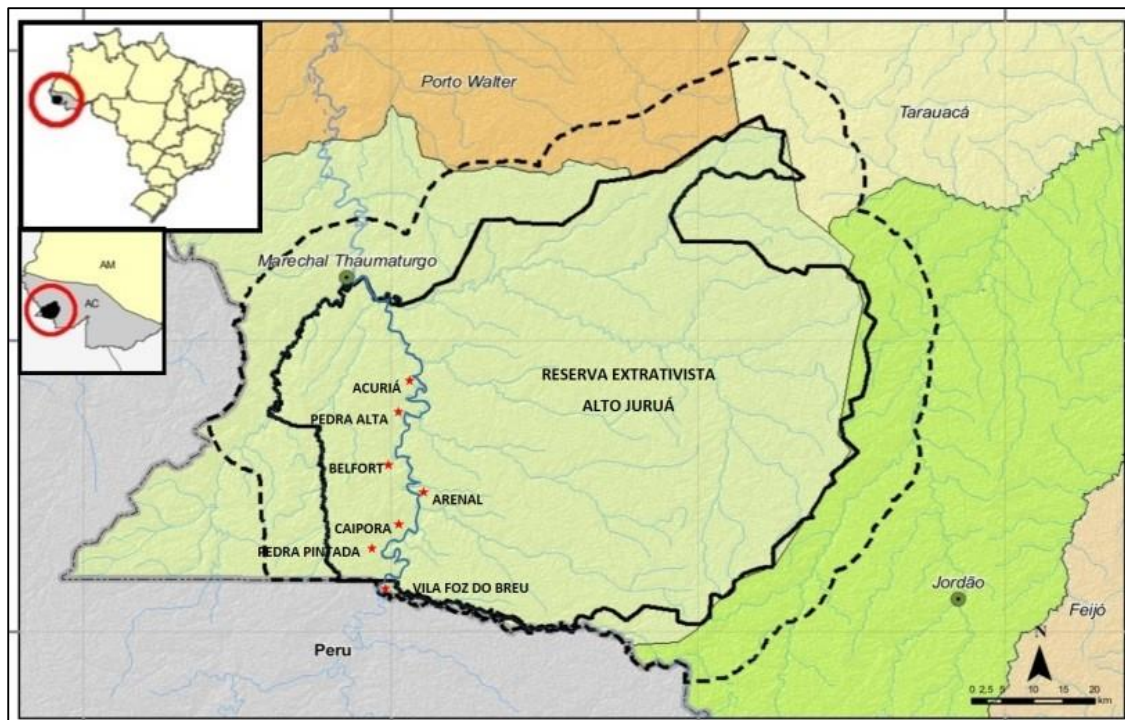 Porto Walter
Tarauacá
AM
AC
Marechal Thaumaturgo
RESERVA EXTRATIVISTA
ALTO JURUÁ
ACURIÁ
PEDRA ALTA
BELFORT
ARENAL
CAIPORA
PEDRA PINTADA
VILA FOZ DO BREU
Jordão
Feijó
Peru
N
0 2,5 5 10 15 20
km